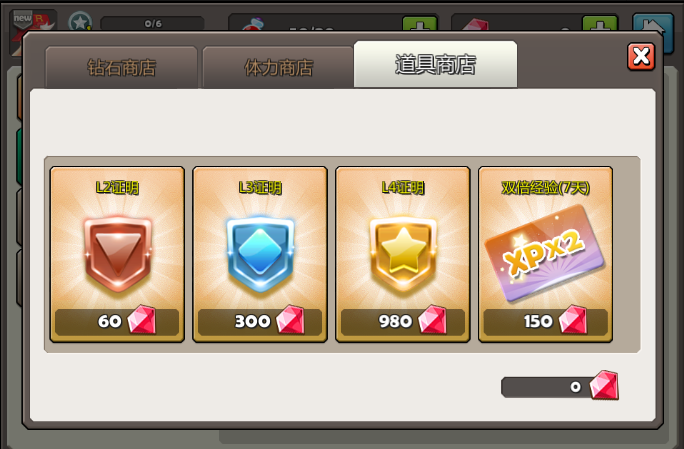 new R
0/6
钻石商店
体力商店
道具商店
L2证明
L3证明
L4证明
双倍经验(7天)
XPx2
60
300
980
150
0